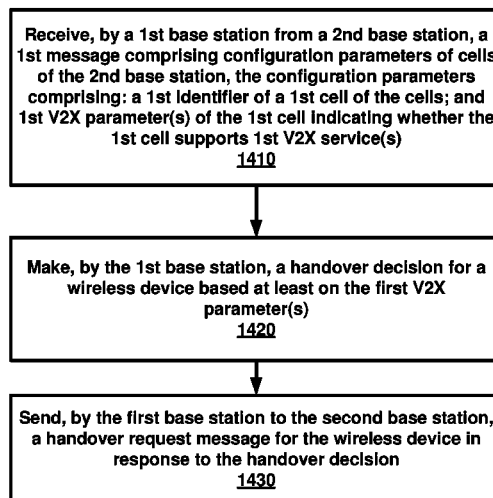 Receive, by a 1st base station from a 2nd base station, a
1st message comprising configuration parameters of cells
of the 2nd base station, the configuration parameters
comprising: a 1st identifier of a 1st cell of the cells; and
1st V2X parameter(s) of the 1st cell indicating whether the
1st cell supports 1st V2X service(s)
1410
Make, by the 1st base station, a handover decision for a
wireless device based at least on the first V2X
parameter(s)
1420
Send, by the first base station to the second base station,
a handover request message for the wireless device in
response to the handover decision
1430